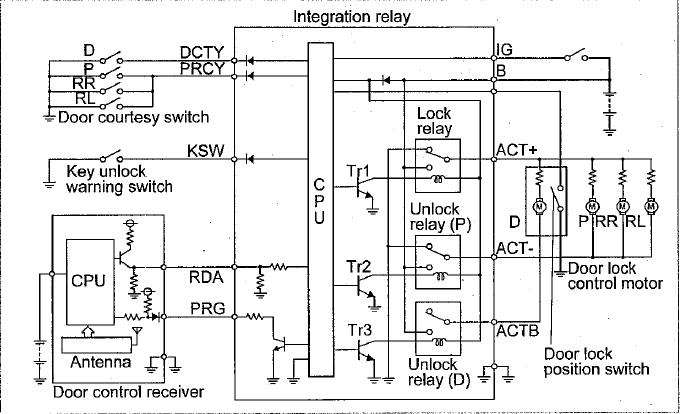 Integration relay
D
DCTY
IG
P
PRCY
B
RR
RL
Door courtesy switch
Lock
relay
KSW
ACT+
Key unlock
warning switch
Tr1
CPU
Unlock
relay (P)
D
P RR RL
M M M M
ACT-
CPU
RDA
Tr2
Door lock
control motor
PRG
Tr3
ACTB
Antenna
Unlock
relay (D)
Door lock
position switch
Door control receiver